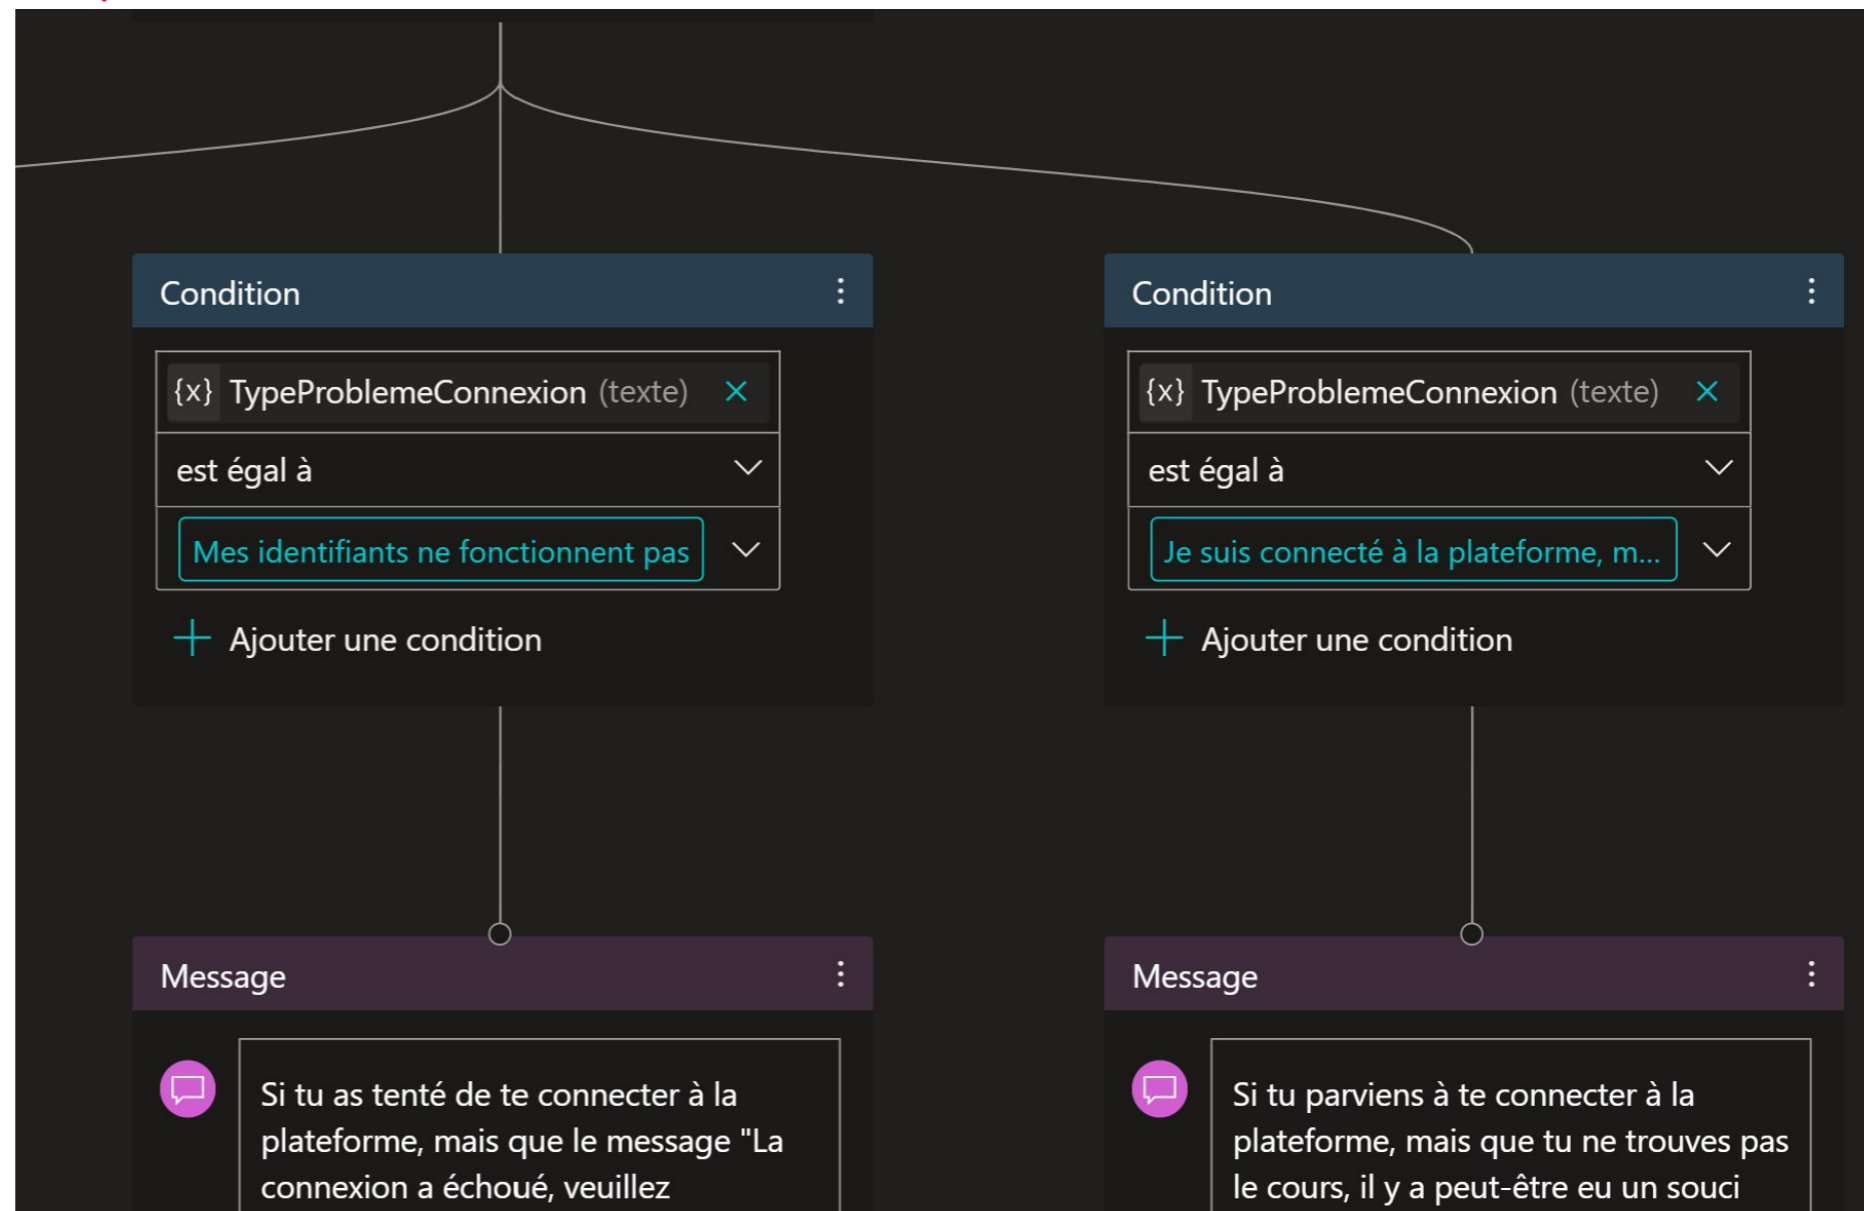 Condition
{x} TypeProblemeConnexion (texte)
est égal à
Mes identifiants ne fonctionnent pas
Ajouter une condition
Message
Si tu as tenté de te connecter à la
plateforme, mais que le message "La
connexion a échoué, veuillez
Condition
{x} TypeProblemeConnexion (texte)
est égal à
Je suis connecté à la plateforme, m...
Ajouter une condition
Message
Si tu parviens à te connecter à la
plateforme, mais que tu ne trouves pas
le cours, il y a peut-être eu un souci